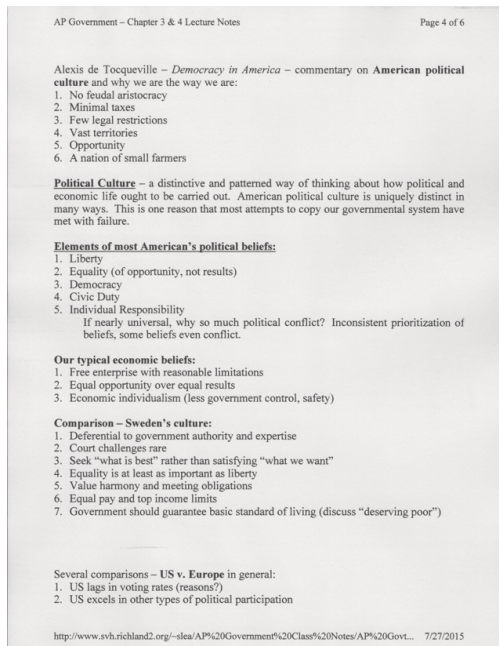 AP Government – Chapter 3 & 4 Lecture Notes Page 4 of 6
Alexis de Tocqueville – Democracy in America – commentary on American political
culture and why we are the way we are:
1. No feudal aristocracy
2. Minimal taxes
3. Few legal restrictions
4. Vast territories
5. Opportunity
6. A nation of small farmers
Political Culture – a distinctive and patterned way of thinking about how political and
economic life ought to be carried out. American political culture is uniquely distinct in
many ways. This is one reason that most attempts to copy our governmental system have
met with failure.
Elements of most American's political beliefs:
1. Liberty
2. Equality (of opportunity, not results)
3. Democracy
4. Civic Duty
5. Individual Responsibility
If nearly universal, why so much political conflict? Inconsistent prioritization of
beliefs, some beliefs even conflict.
Our typical economic beliefs:
1. Free enterprise with reasonable limitations
2. Equal opportunity over equal results
3. Economic individualism (less government control, safety)
Comparison – Sweden's culture:
1. Deferential to government authority and expertise
2. Court challenges rare
3. Seek "what is best" rather than satisfying "what we want"
4. Equality is at least as important as liberty
5. Value harmony and meeting obligations
6. Equal pay and top income limits
7. Government should guarantee basic standard of living (discuss "deserving poor")
Several comparisons – US v. Europe in general:
1. US lags in voting rates (reasons?)
2. US excels in other types of political participation
http://www.svh.richland2.org/~slea/AP%20Government%20Class%20Notes/AP%20Govt... 7/27/2015